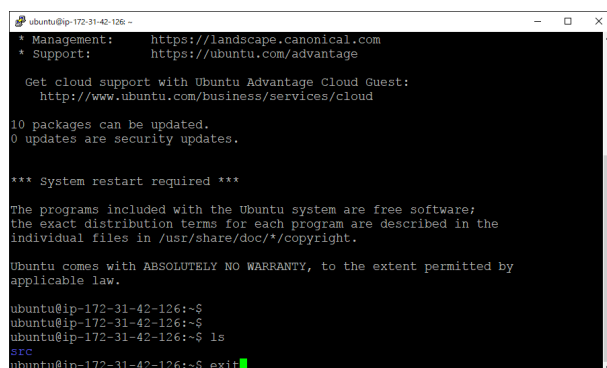 ubuntu@ip-172-31-42-126: ~
* Management:     https://landscape.canonical.com
* Support:        https://ubuntu.com/advantage
Get cloud support with Ubuntu Advantage Cloud Guest:
http://www.ubuntu.com/business/services/cloud
10 packages can be updated.
0 updates are security updates.
*** System restart required ***
The programs included with the Ubuntu system are free software;
the exact distribution terms for each program are described in the
individual files in /usr/share/doc/*/copyright.
Ubuntu comes with ABSOLUTELY NO WARRANTY, to the extent permitted by
applicable law.
ubuntu@ip-172-31-42-126:~$
ubuntu@ip-172-31-42-126:~$
ubuntu@ip-172-31-42-126:~$ ls
src
ubuntu@ip-172-31-42-126:~$ exit